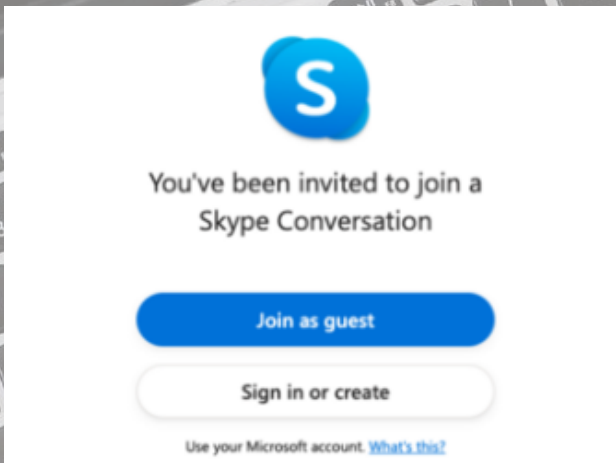 S
You've been invited to join a
Skype Conversation
Join as guest
Sign in or create
Use your Microsoft account. What's this?